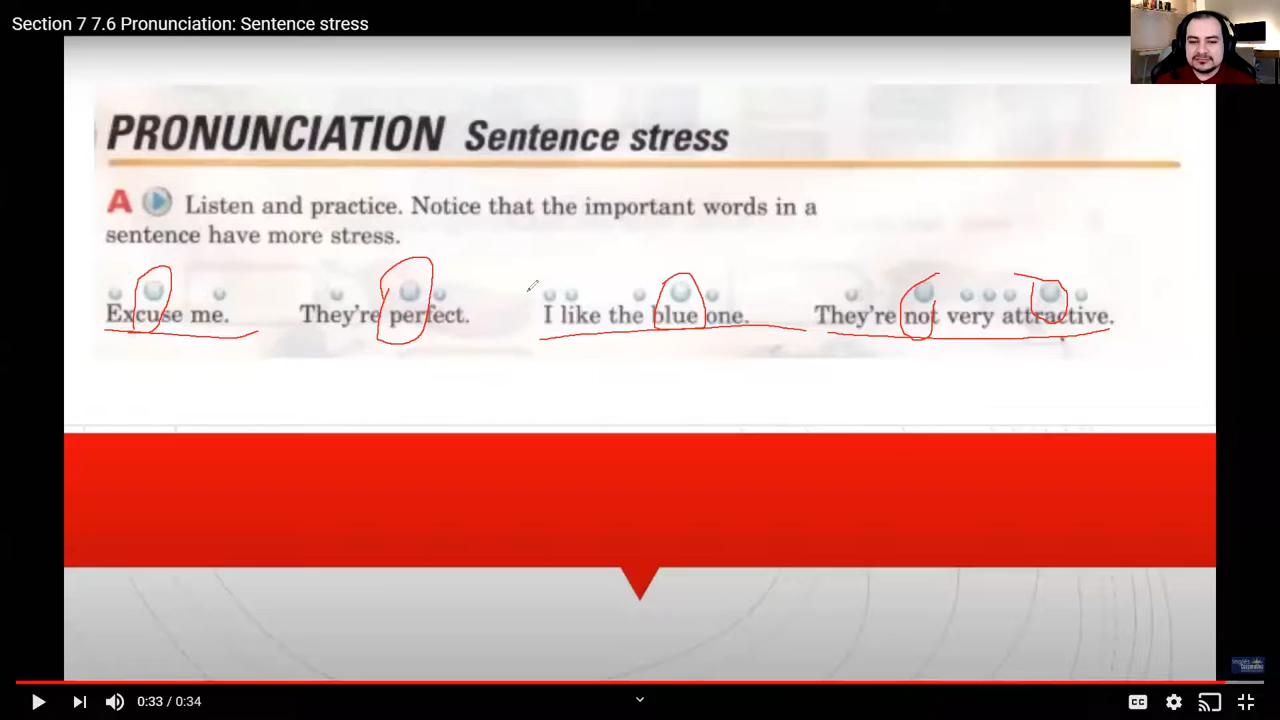 Section 7 7.6 Pronunciation: Sentence stress
PRONUNCIATION Sentence stress
A Listen and practice. Notice that the important words in a
sentence have more stress.
Excuse me. They're perfect. I like the blue one. They're not very attractive.
0:33 / 0:34
CC